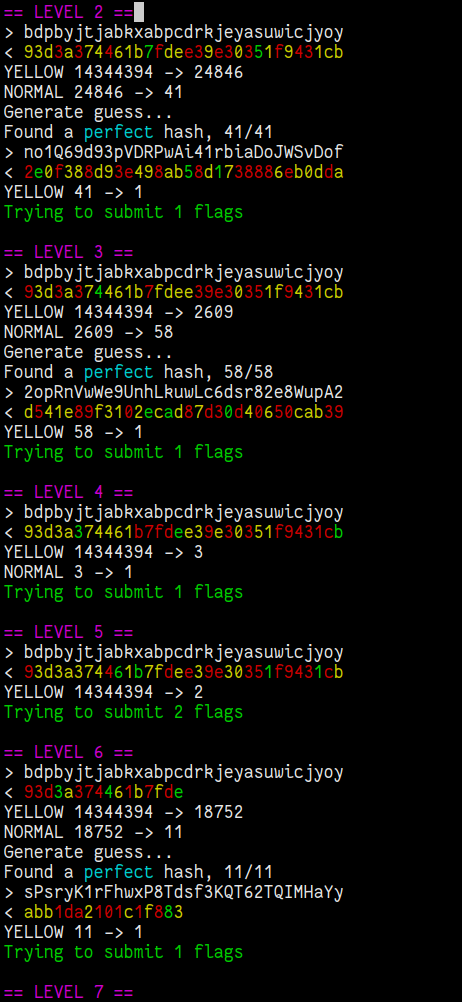 == LEVEL 2 ==
> bdpbyjtjabkxabpcdrkjeyasuwicjyoy
< 93d3a374461b7fdee39e30351f9431cb
YELLOW 14344394 -> 24846
NORMAL 24846 -> 41
Generate guess...
Found a perfect hash, 41/41
> no1Q69d93pVDRPwAi41rbiaDoJWSvDof
< 2e0f388d93e498ab58d1738886eb0dda
YELLOW 41 -> 1
Trying to submit 1 flags
== LEVEL 3 ==
> bdpbyjtjabkxabpcdrkjeyasuwicjyoy
< 93d3a374461b7fdee39e30351f9431cb
YELLOW 14344394 -> 2609
NORMAL 2609 -> 58
Generate guess...
Found a perfect hash, 58/58
> 2opRnVwWe9UnhLkuwLc6dsr82e8WupA2
< d541e89f3102ecad87d30d40650cab39
YELLOW 58 -> 1
Trying to submit 1 flags
== LEVEL 4 ==
> bdpbyjtjabkxabpcdrkjeyasuwicjyoy
< 93d3a374461b7fdee39e30351f9431cb
YELLOW 14344394 -> 3
NORMAL 3 -> 1
Trying to submit 1 flags
== LEVEL 5 ==
> bdpbyjtjabkxabpcdrkjeyasuwicjyoy
< 93d3a374461b7fdee39e30351f9431cb
YELLOW 14344394 -> 2
Trying to submit 2 flags
== LEVEL 6 ==
> bdpbyjtjabkxabpcdrkjeyasuwicjyoy
< 93d3a374461b7fde
YELLOW 14344394 -> 18752
NORMAL 18752 -> 11
Generate guess...
Found a perfect hash, 11/11
> sPsryK1rFhwxP8Tdsf3KQT62TQIMHaYy
< abb1da2101c1f883
YELLOW 11 -> 1
Trying to submit 1 flags
== LEVEL 7 ==